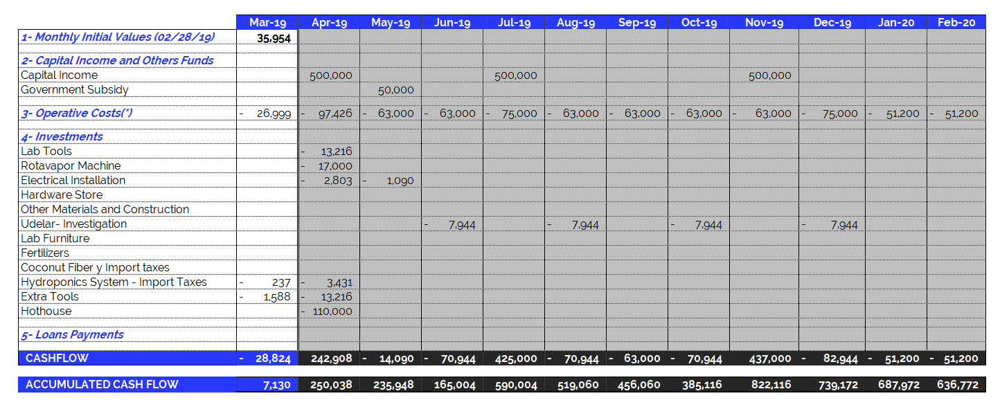 Mar-19 Apr-19 May-19 Jun-19 Jul-19 Aug-19 Sep-19 Oct-19 Nov-19 Dec-19 Jan-20 Feb-20
1- Monthly Initial Values (02/28/19) 35,954
2- Capital Income and Others Funds
Capital Income 500,000 500,000 500,000
Government Subsidy 50,000
3- Operative Costs(*) - 26,999 - 97,426 - 63,000 - 63,000 - 75,000 - 63,000 - 63,000 - 63,000 - 63,000 - 75,000 - 51,200 - 51,200
4- Investments
Lab Tools - 13,216
Rotavapor Machine - 17,000
Electrical Installation - 2,803 - 1,090
Hardware Store
Other Materials and Construction
Udelar- Investigation - 7,944 - 7,944 - 7,944 - 7,944
Lab Furniture
Fertilizers
Coconut Fiber y Import taxes
Hydroponics System - Import Taxes - 237 - 3,431
Extra Tools - 1,588 - 13,216
Hothouse - 110,000
5- Loans Payments
CASHFLOW - 28,824 242,908 - 14,090 - 70,944 425,000 - 70,944 - 63,000 - 70,944 437,000 - 82,944 - 51,200 - 51,200
ACCUMULATED CASH FLOW 7,130 250,038 235,948 165,004 590,004 519,060 456,060 385,116 822,116 739,172 687,972 636,772